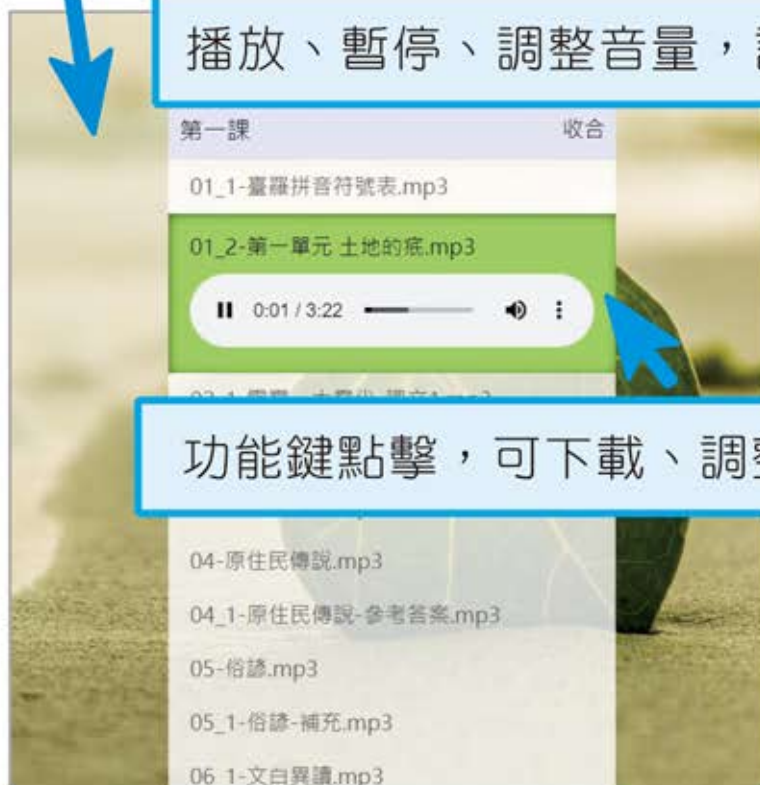 播放、暫停、調整音量，
第一課 收合
01_1-臺羅拼音符號表.mp3
01_2-第一單元 土地的底.mp3
0:01 / 3:22
功能鍵點擊，可下載、調整
04-原住民傳說.mp3
04_1-原住民傳說-參考答案.mp3
05-俗諺.mp3
05_1-俗諺-補充.mp3
06_1-文白異讀.mp3